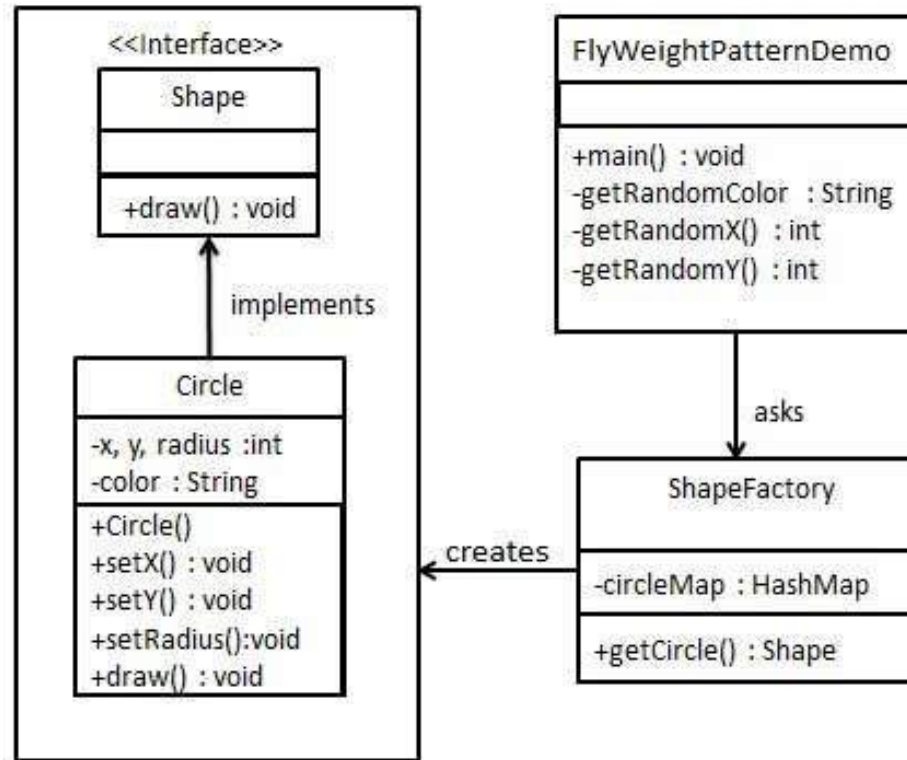 <<Interface>>
Shape
+draw() : void
implements
Circle
-x, y, radius :int
-color : String
+Circle()
+setX() : void
+setY() : void
+setRadius():void
+draw() : void
FlyWeightPatternDemo
+main() : void
-getRandomColor : String
-getRandomX() : int
-getRandomY() : int
asks
ShapeFactory
-circleMap : HashMap
+getCircle() : Shape
creates